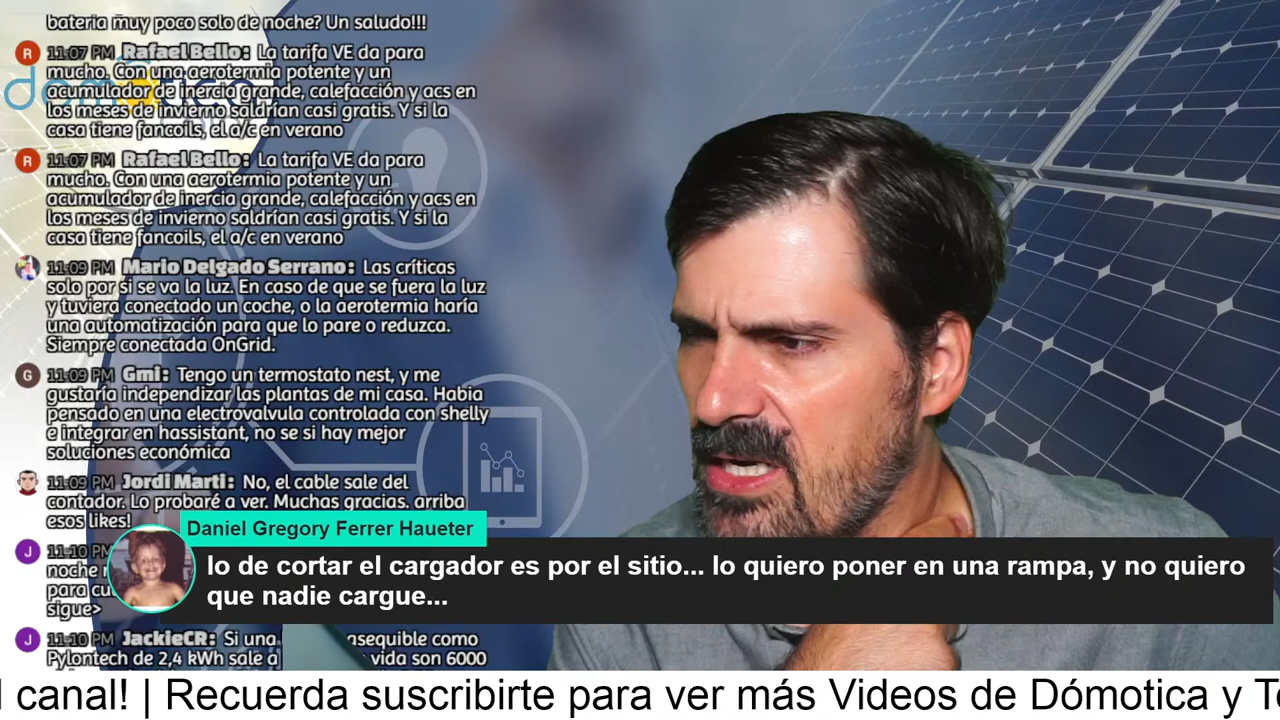 bateria muy poco solo de noche? Un saludo!!!
R 11:07 PM Rafael Bello: La tarifa VE da para
mucho. Con una aerotermia potente y un
acumulador de inercia grande, calefacción y acs en
los meses de invierno saldrían casi gratis. Y si la
casa tiene fancoils, el a/c en verano
R 11:07 PM Rafael Bello: La tarifa VE da para
mucho. Con una aerotermia potente y un
acumulador de inercia grande, calefacción y acs en
los meses de invierno saldrían casi gratis. Y si la
casa tiene fancoils, el a/c en verano
11:09 PM Mario Delgado Serrano: Las críticas
solo por si se va la luz. En caso de que se fuera la luz
y tuviera conectado un coche, o la aerotermia haría
una automatización para que lo pare o reduzca.
Siempre conectada OnGrid.
G 11:09 PM Gmi: Tengo un termostato nest, y me
gustaría independizar las plantas de mi casa. Habia
pensado en una electrovalvula controlada con shelly
e integrar en hassistant, no se si hay mejor
soluciones económica
11:09 PM Jordi Marti: No, el cable sale del
contador. Lo probaré a ver. Muchas gracias. arriba
esos likes!
J 11:10 PM
noche
para
sigue>
Daniel Gregory Ferrer Haueter
lo de cortar el cargador es por el sitio... lo quiero poner en una rampa, y no quiero
que nadie cargue...
J 11:10 PM JackieCR: Si una asequible como
Pylontech de 2,4 kWh sale a vida son 6000
canal! | Recuerda suscribirte para ver más Videos de Dómotica y